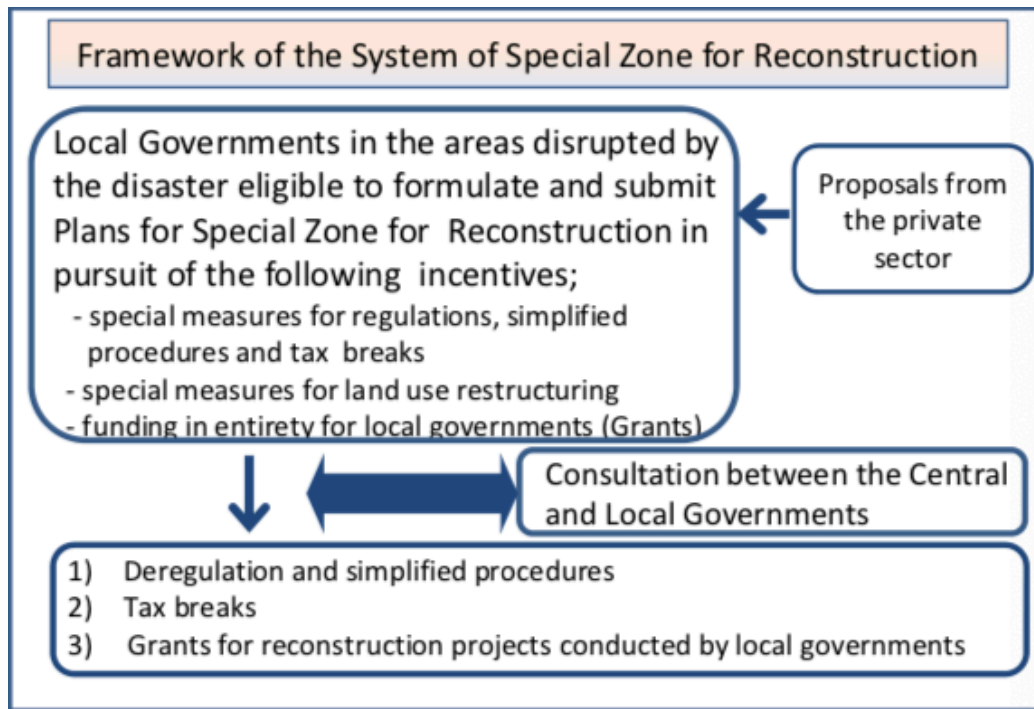 Framework of the System of Special Zone for Reconstruction
Local Governments in the areas disrupted by
the disaster eligible to formulate and submit
Plans for Special Zone for Reconstruction in
pursuit of the following incentives;
- special measures for regulations, simplified
procedures and tax breaks
- special measures for land use restructuring
- funding in entirety for local governments (Grants)
Proposals from
the private
sector
Consultation between the Central
and Local Governments
1) Deregulation and simplified procedures
2) Tax breaks
3) Grants for reconstruction projects conducted by local governments